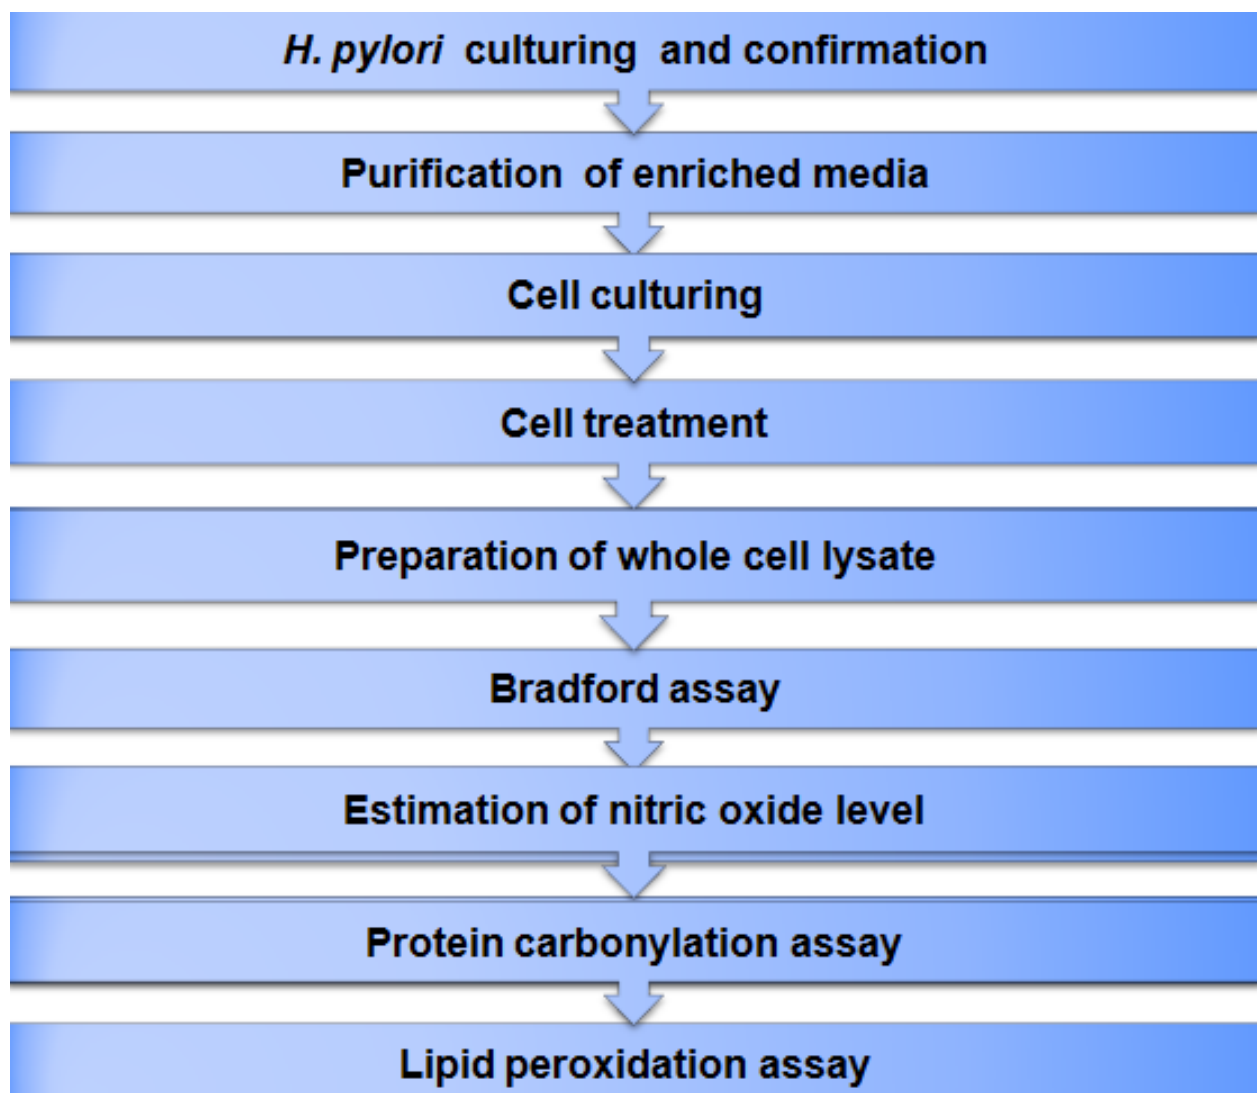 H. pylori culturing and confirmation
Purification of enriched media
Cell culturing
Cell treatment
Preparation of whole cell lysate
Bradford assay
Estimation of nitric oxide level
Protein carbonylation assay
Lipid peroxidation assay